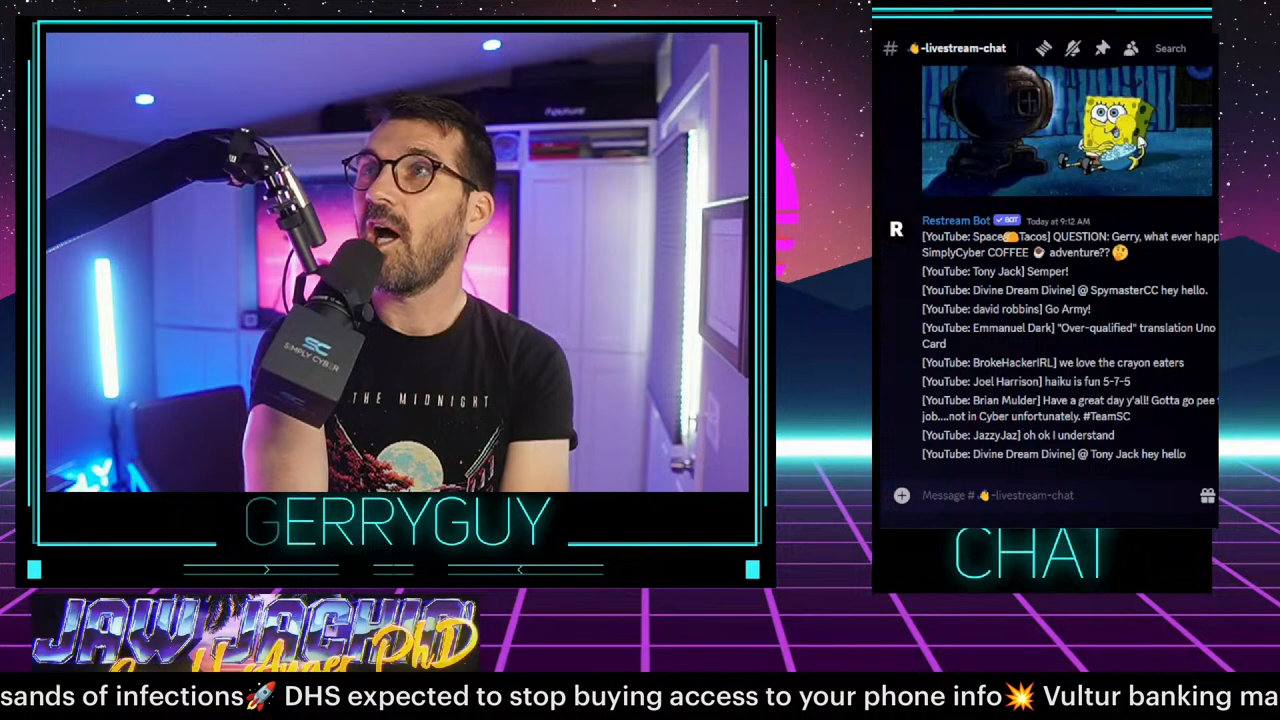 -livestream-chat
Search
Restream Bot BOT Today at 9:12 AM
R
[YouTube: Space Tacos] QUESTION: Gerry, what ever happ
SimplyCyber COFFEE adventure??
[YouTube: Tony Jack] Semper!
[YouTube: Divine Dream Divine] @ SpymasterCC hey hello.
[YouTube: david robbins] Go Army!
[YouTube: Emmanuel Dark] "Over-qualified" translation Uno
Card
[YouTube: BrokeHackerIRL] we love the crayon eaters
[YouTube: Joel Harrison] haiku is fun 5-7-5
[YouTube: Brian Mulder] Have a great day y'all! Gotta go pee
job....not in Cyber unfortunately. #TeamSC
[YouTube: JazzyJaz] oh ok I understand
[YouTube: Divine Dream Divine] @ Tony Jack hey hello
Message # -livestream-chat
CHAT
SC
SIMPLY CYBER
THE MIDNIGHT
GERRYGUY
JAW JACKIN'
PhD
sands of infections🚀 DHS expected to stop buying access to your phone info💥 Vultur banking ma